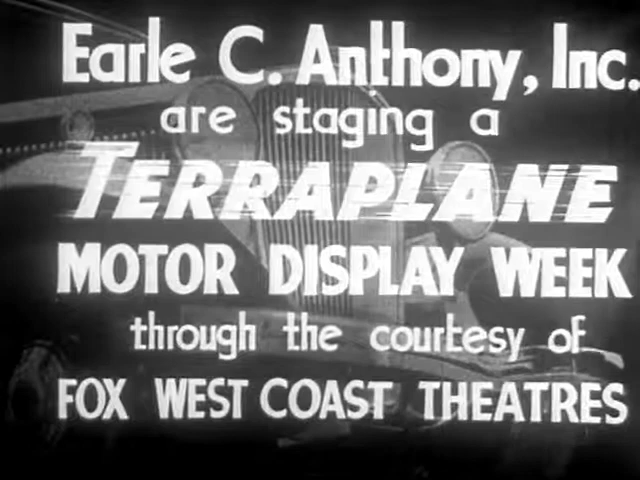 Earle C. Anthony, Inc.
are staging a
TERRAPLANE
MOTOR DISPLAY WEEK
through the courtesy of
FOX WEST COAST THEATRES